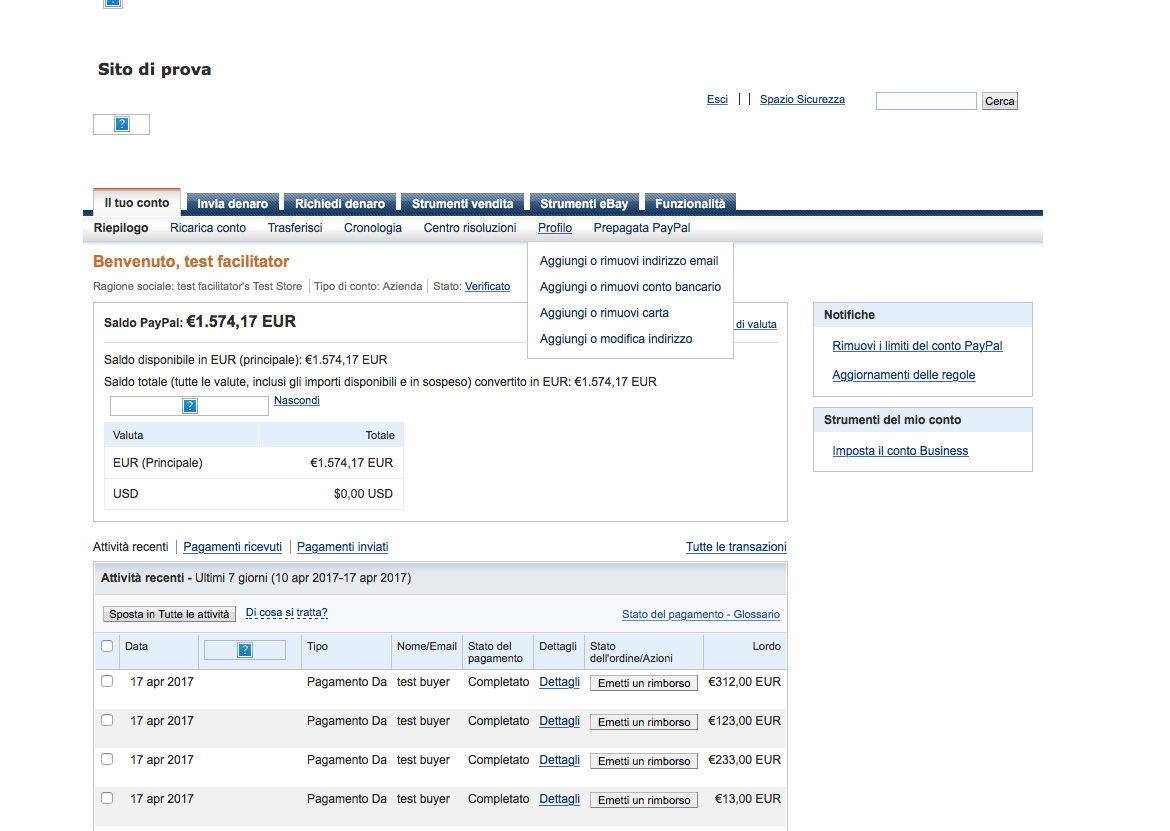 Sito di prova
Esci | | Spazio Sicurezza Cerca
Il tuo conto Invia denaro Richiedi denaro Strumenti vendita Strumenti eBay Funzionalità
Riepilogo Ricarica conto Trasferisci Cronologia Centro risoluzioni Profilo Prepagata PayPal
Aggiungi o rimuovi indirizzo email
Aggiungi o rimuovi conto bancario
Aggiungi o rimuovi carta
Aggiungi o modifica indirizzo
Benvenuto, test facilitator
Ragione sociale: test facilitator's Test Store | Tipo di conto: Azienda | Stato: Verificato
Saldo PayPal: €1.574,17 EUR
di valuta
Saldo disponibile in EUR (principale): €1.574,17 EUR
Saldo totale (tutte le valute, inclusi gli importi disponibili e in sospeso) convertito in EUR: €1.574,17 EUR
Nascondi
Valuta Totale
EUR (Principale) €1.574,17 EUR
USD $0,00 USD
Notifiche
Rimuovi i limiti del conto PayPal
Aggiornamenti delle regole
Strumenti del mio conto
Imposta il conto Business
Attività recenti | Pagamenti ricevuti | Pagamenti inviati Tutte le transazioni
Attività recenti - Ultimi 7 giorni (10 apr 2017-17 apr 2017)
Sposta in Tutte le attività Di cosa si tratta? Stato del pagamento - Glossario
Data Tipo Nome/Email Stato del pagamento Dettagli Stato dell'ordine/Azioni Lordo
17 apr 2017 Pagamento Da test buyer Completato Dettagli Emetti un rimborso €312,00 EUR
17 apr 2017 Pagamento Da test buyer Completato Dettagli Emetti un rimborso €123,00 EUR
17 apr 2017 Pagamento Da test buyer Completato Dettagli Emetti un rimborso €233,00 EUR
17 apr 2017 Pagamento Da test buyer Completato Dettagli Emetti un rimborso €13,00 EUR